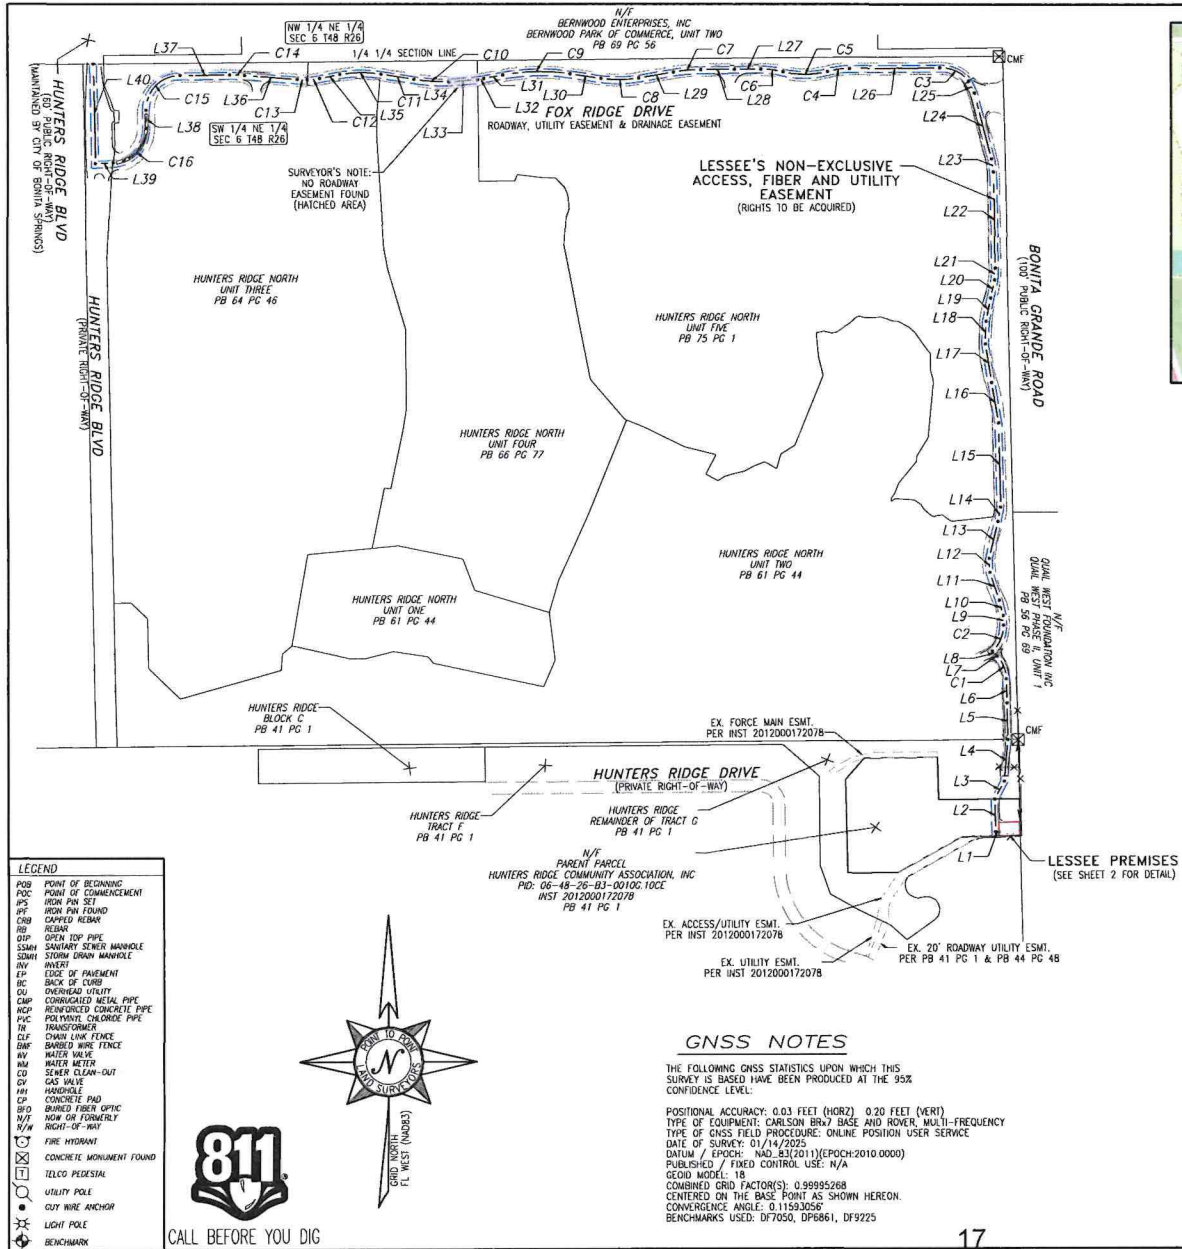 N/F
BERNWOOD ENTERPRISES, INC
BERNWOOD PARK OF COMMERCE, UNIT TWO
PB 69 PG 56
NW 1/4 NE 1/4
SEC 6 T48 R26
1/4 1/4 SECTION LINE
L37
C14
C10
C9
C7
L27
C5
CMF
L40
C15
L36
C13
C12
C11
L35
L34
L33
L31
L32
L30
C8
L29
L28
C6
C4
L26
C3
L25
L24
L38
C16
L39
SW 1/4 NE 1/4
SEC 6 T48 R26
FOX RIDGE DRIVE
ROADWAY, UTILITY EASEMENT & DRAINAGE EASEMENT
HUNTERS RIDGE BLVD
(60' PUBLIC RIGHT-OF-WAY)
(MAINTAINED BY CITY OF BONITA SPRINGS)
SURVEYOR'S NOTE:
NO ROADWAY
EASEMENT FOUND
(HATCHED AREA)
LESSEE'S NON-EXCLUSIVE
ACCESS, FIBER AND UTILITY
EASEMENT
(RIGHTS TO BE ACQUIRED)
L23
L22
L21
L20
L19
L18
L17
L16
L15
L14
L13
L12
L11
L10
L9
C2
L8
L7
C1
L6
L5
L4
L3
L2
L1
BONITA GRANDE ROAD
(100' PUBLIC RIGHT-OF-WAY)
HUNTERS RIDGE BLVD
(PRIVATE RIGHT-OF-WAY)
HUNTERS RIDGE NORTH
UNIT THREE
PB 64 PG 46
HUNTERS RIDGE NORTH
UNIT FIVE
PB 75 PG 1
HUNTERS RIDGE NORTH
UNIT FOUR
PB 66 PG 77
HUNTERS RIDGE NORTH
UNIT TWO
PB 61 PG 44
HUNTERS RIDGE NORTH
UNIT ONE
PB 61 PG 44
N/F
QUAIL WEST FOUNDATION INC
QUAIL WEST PHASE II, UNIT 1
PB 56 PG 69
CMF
HUNTERS RIDGE
BLOCK C
PB 41 PG 1
EX. FORCE MAIN ESMT.
PER INST 2012000172078
HUNTERS RIDGE DRIVE
(PRIVATE RIGHT-OF-WAY)
HUNTERS RIDGE
TRACT F
PB 41 PG 1
HUNTERS RIDGE
REMAINDER OF TRACT G
PB 41 PG 1
N/F
PARENT PARCEL
HUNTERS RIDGE COMMUNITY ASSOCIATION, INC
PID: 06-48-26-B3-0010G.10CE
INST 2012000172078
PB 41 PG 1
LESSEE PREMISES
(SEE SHEET 2 FOR DETAIL)
EX. ACCESS/UTILITY ESMT.
PER INST 2012000172078
EX. UTILITY ESMT.
PER INST 2012000172078
EX. 20' ROADWAY UTILITY ESMT.
PER PB 41 PG 1 & PB 44 PG 48
LEGEND
POB POINT OF BEGINNING
POC POINT OF COMMENCEMENT
IPS IRON PIN SET
IPF IRON PIN FOUND
CRB CAPPED REBAR
RB REBAR
OTP OPEN TOP PIPE
SSMH SANITARY SEWER MANHOLE
SDMH STORM DRAIN MANHOLE
INV INVERT
EP EDGE OF PAVEMENT
BC BACK OF CURB
OU OVERHEAD UTILITY
CMP CORRUGATED METAL PIPE
RCP REINFORCED CONCRETE PIPE
PVC POLYVINYL CHLORIDE PIPE
TR TRANSFORMER
CLF CHAIN LINK FENCE
BWF BARBED WIRE FENCE
WV WATER VALVE
WM WATER METER
CO SEWER CLEAN-OUT
GV GAS VALVE
HH HANDHOLE
CP CONCRETE PAD
BFO BURIED FIBER OPTIC
N/F NOW OR FORMERLY
R/W RIGHT-OF-WAY
FIRE HYDRANT
CONCRETE MONUMENT FOUND
T TELCO PEDESTAL
UTILITY POLE
GUY WIRE ANCHOR
LIGHT POLE
BENCHMARK
811
CALL BEFORE YOU DIG
POINT TO POINT
LAND SURVEYORS
N
GRID NORTH
FL WEST (NAD83)
GNSS NOTES
THE FOLLOWING GNSS STATISTICS UPON WHICH THIS
SURVEY IS BASED HAVE BEEN PRODUCED AT THE 95%
CONFIDENCE LEVEL:
POSITIONAL ACCURACY: 0.03 FEET (HORZ) 0.20 FEET (VERT)
TYPE OF EQUIPMENT: CARLSON BRx7 BASE AND ROVER, MULTI-FREQUENCY
TYPE OF GNSS FIELD PROCEDURE: ONLINE POSITION USER SERVICE
DATE OF SURVEY: 01/14/2025
DATUM / EPOCH: NAD_83(2011)(EPOCH:2010.0000)
PUBLISHED / FIXED CONTROL USE: N/A
GEOID MODEL: 18
COMBINED GRID FACTOR(S): 0.99995268
CENTERED ON THE BASE POINT AS SHOWN HEREON.
CONVERGENCE ANGLE: 0.11593056°
BENCHMARKS USED: DF7050, DP6861, DF9225
17